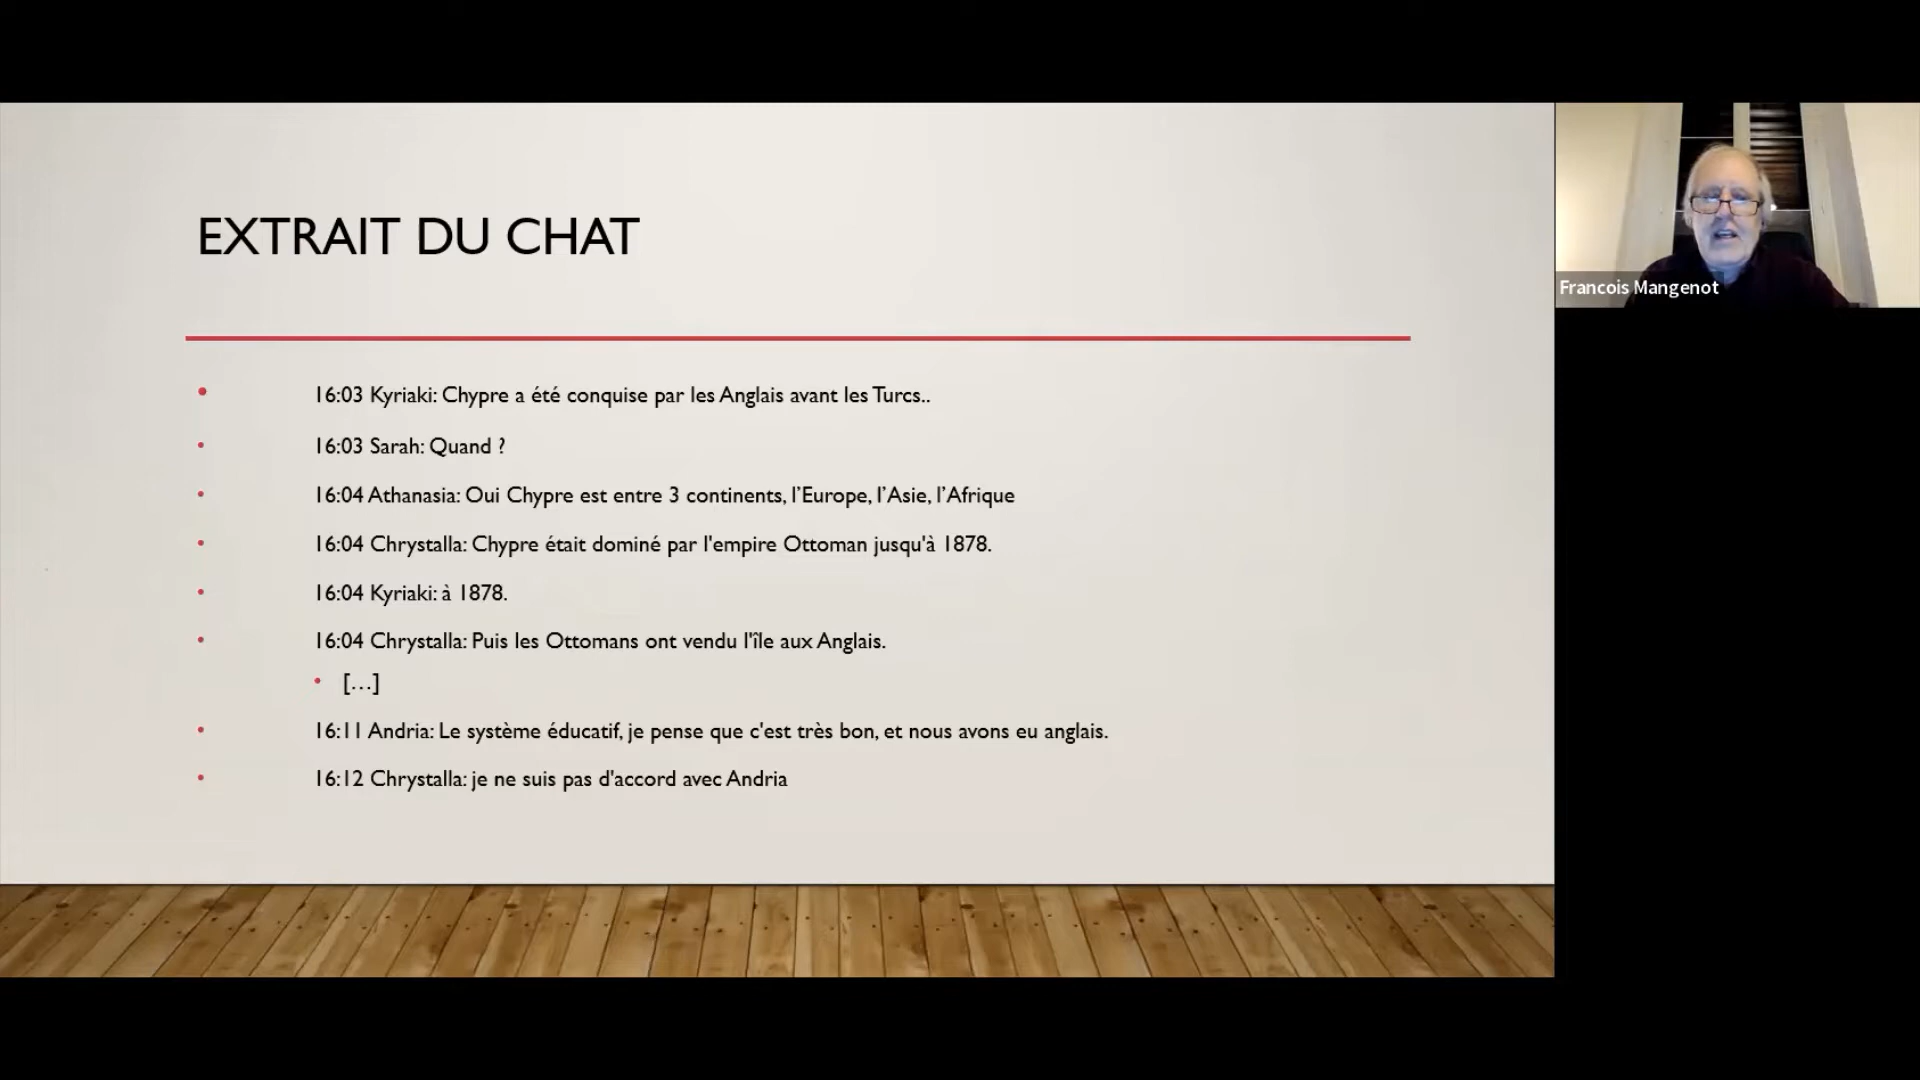 EXTRAIT DU CHAT
Francois Mangenot
• 16:03 Kyriaki: Chypre a été conquise par les Anglais avant les Turcs..
• 16:03 Sarah: Quand ?
• 16:04 Athanasia: Oui Chypre est entre 3 continents, l’Europe, l’Asie, l’Afrique
• 16:04 Chrystalla: Chypre était dominé par l'empire Ottoman jusqu'à 1878.
• 16:04 Kyriaki: à 1878.
• 16:04 Chrystalla: Puis les Ottomans ont vendu l'île aux Anglais.
• […]
• 16:11 Andria: Le système éducatif, je pense que c'est très bon, et nous avons eu anglais.
• 16:12 Chrystalla: je ne suis pas d'accord avec Andria